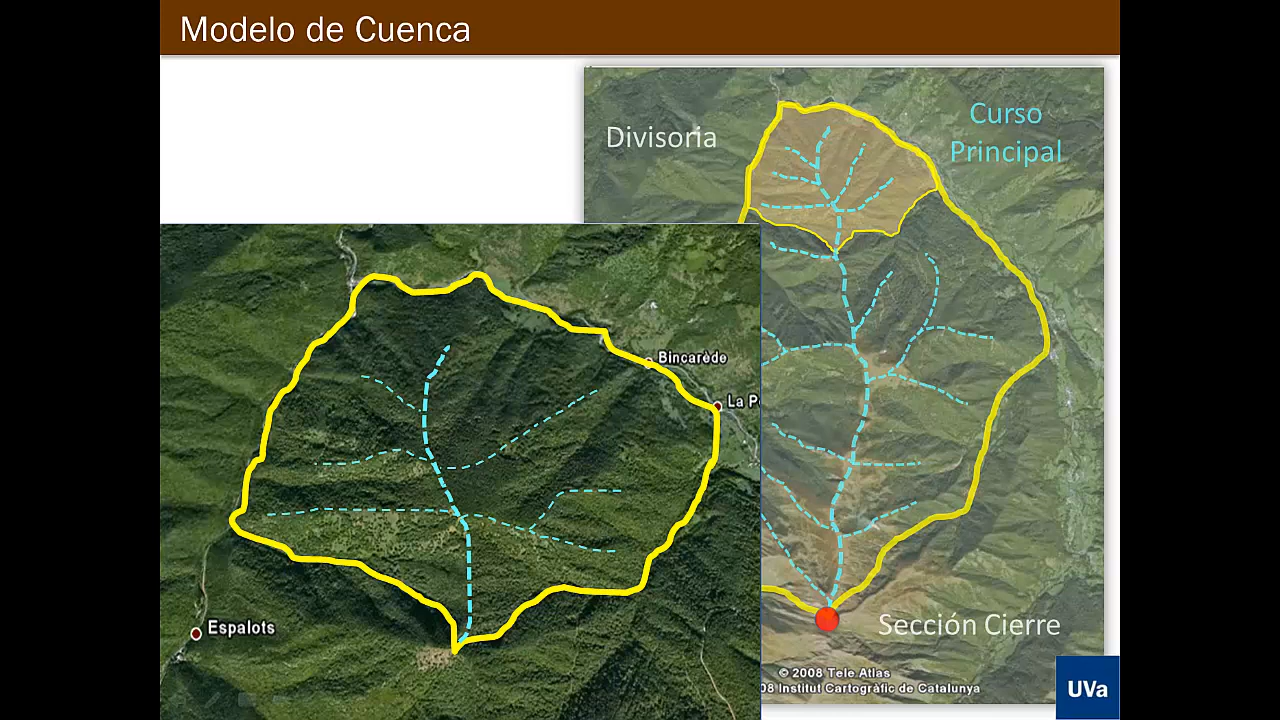 Modelo de Cuenca
Divisoria
Curso
Principal
Bincarède
La P
Espalots
Sección Cierre
© 2008 Tele Atlas
08 Institut Cartogràfic de Catalunya
UVa